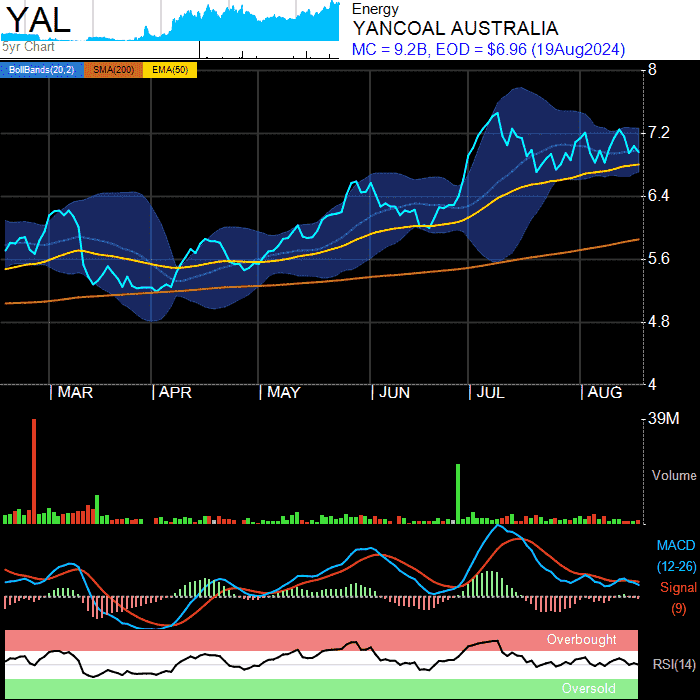 YAL
5yr Chart
Energy
YANCOAL AUSTRALIA
MC = 9.2B, EOD = $6.96 (19Aug2024)
BollBands(20,2) SMA(200) EMA(50)
8
7.2
6.4
5.6
4.8
4
MAR APR MAY JUN JUL AUG
39M
Volume
MACD
(12-26)
Signal
(9)
Overbought
RSI(14)
Oversold